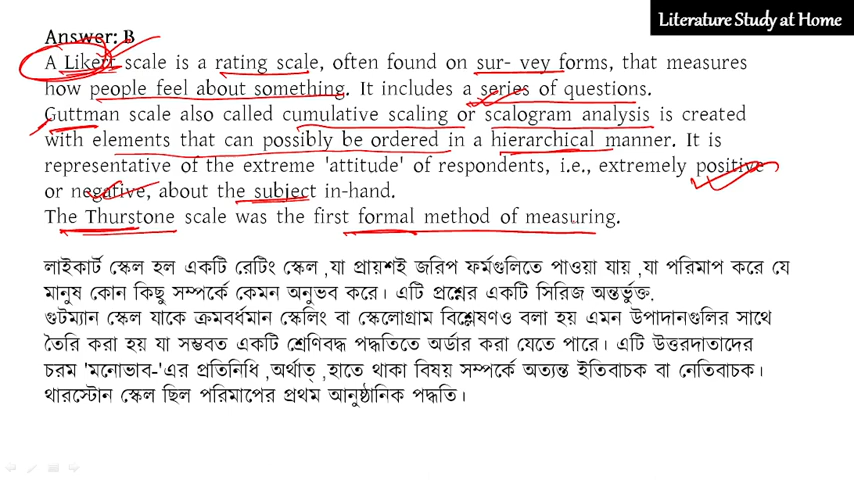 Literature Study at Home
Answer: B
A Likert scale is a rating scale, often found on sur- vey forms, that measures
how people feel about something. It includes a series of questions.
Guttman scale also called cumulative scaling or scalogram analysis is created
with elements that can possibly be ordered in a hierarchical manner. It is
representative of the extreme 'attitude' of respondents, i.e., extremely positive
or negative, about the subject in-hand.
The Thurstone scale was the first formal method of measuring.
লাইকার্ট স্কেল হল একটি রেটিং স্কেল ,যা প্রায়শই জরিপ ফর্মগুলিতে পাওয়া যায় ,যা পরিমাপ করে যে
মানুষ কোন কিছু সম্পর্কে কেমন অনুভব করে। এটি প্রশ্নের একটি সিরিজ অন্তর্ভুক্ত.
গুটম্যান স্কেল যাকে ক্রমবর্ধমান স্কেলিং বা স্কেলোগ্রাম বিশ্লেষণও বলা হয় এমন উপাদানগুলির সাথে
তৈরি করা হয় যা সম্ভবত একটি শ্রেণিবদ্ধ পদ্ধতিতে অর্ডার করা যেতে পারে। এটি উত্তরদাতাদের
চরম 'মনোভাব-'এর প্রতিনিধি ,অর্থাত্ ,হাতে থাকা বিষয় সম্পর্কে অত্যন্ত ইতিবাচক বা নেতিবাচক।
থারস্টোন স্কেল ছিল পরিমাপের প্রথম আনুষ্ঠানিক পদ্ধতি।